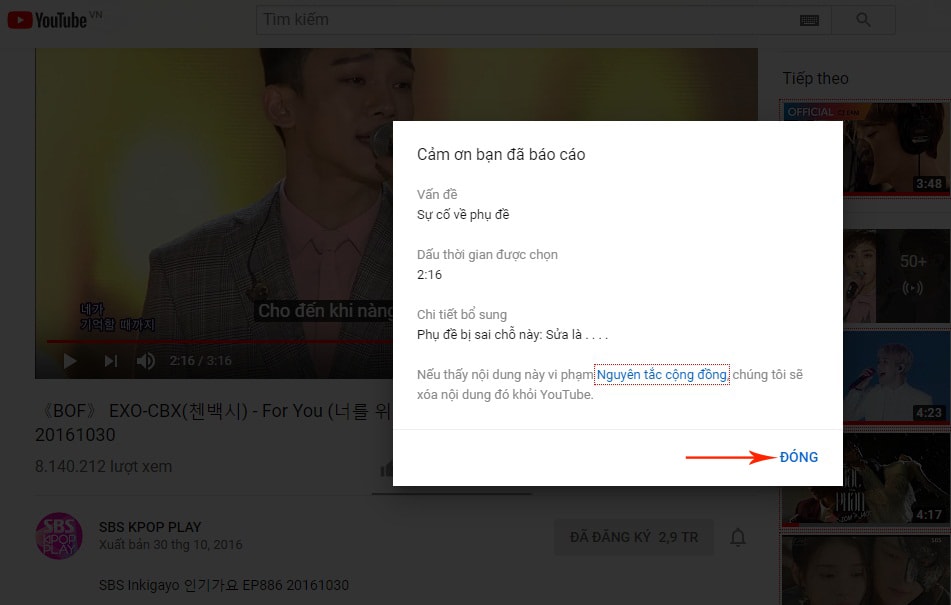 YouTube VN
Tìm kiếm
Tiếp theo
OFFICIAL
3:48
Cảm ơn bạn đã báo cáo
Vấn đề
Sự cố về phụ đề
Dấu thời gian được chọn
2:16
Chi tiết bổ sung
Phụ đề bị sai chỗ này: Sửa là . . . .
Nếu thấy nội dung này vi phạm Nguyên tắc cộng đồng, chúng tôi sẽ
xóa nội dung đó khỏi YouTube.
ĐÓNG
50+
네가
기억할 때까지
Cho đến khi nàng
2:16 / 3:16
4:23
《BOF》 EXO-CBX(첸백시) - For You (너를 위
20161030
8.140.212 lượt xem
4:17
SBS
KPOP
PLAY
SBS KPOP PLAY
Xuất bản 30 thg 10, 2016
ĐÃ ĐĂNG KÝ 2,9 TR
SBS Inkigayo 인기가요 EP886 20161030